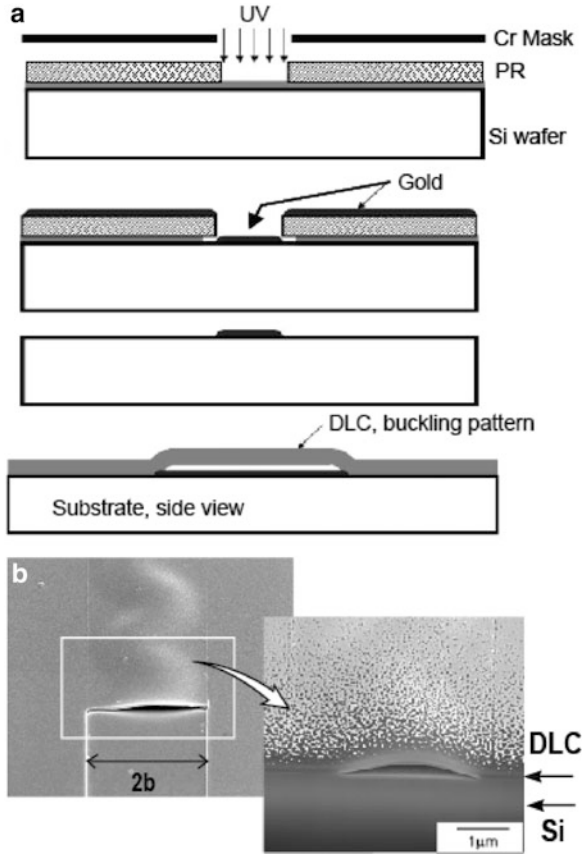 a
UV
Cr Mask
PR
Si wafer
Gold
DLC, buckling pattern
Substrate, side view
b
2b
DLC
Si
1μm